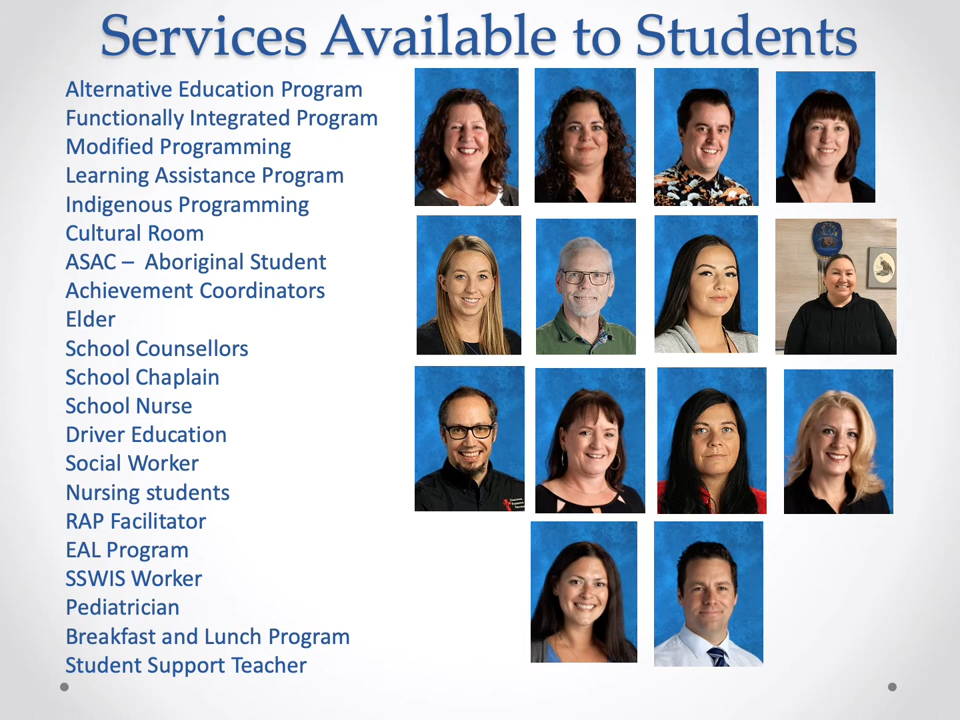 Services Available to Students
Alternative Education Program
Functionally Integrated Program
Modified Programming
Learning Assistance Program
Indigenous Programming
Cultural Room
ASAC – Aboriginal Student
Achievement Coordinators
Elder
School Counsellors
School Chaplain
School Nurse
Driver Education
Social Worker
Nursing students
RAP Facilitator
EAL Program
SSWIS Worker
Pediatrician
Breakfast and Lunch Program
Student Support Teacher